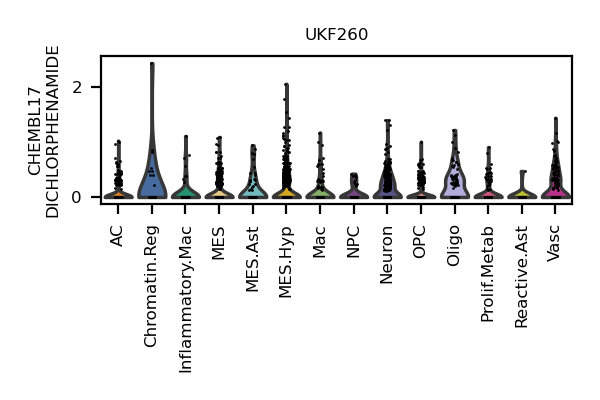 UKF260
CHEMBL17
DICHLORPHENAMIDE
2
0
AC
Chromatin.Reg
Inflammatory.Mac
MES
MES.Ast
MES.Hyp
Mac
NPC
Neuron
OPC
Oligo
Prolif.Metab
Reactive.Ast
Vasc